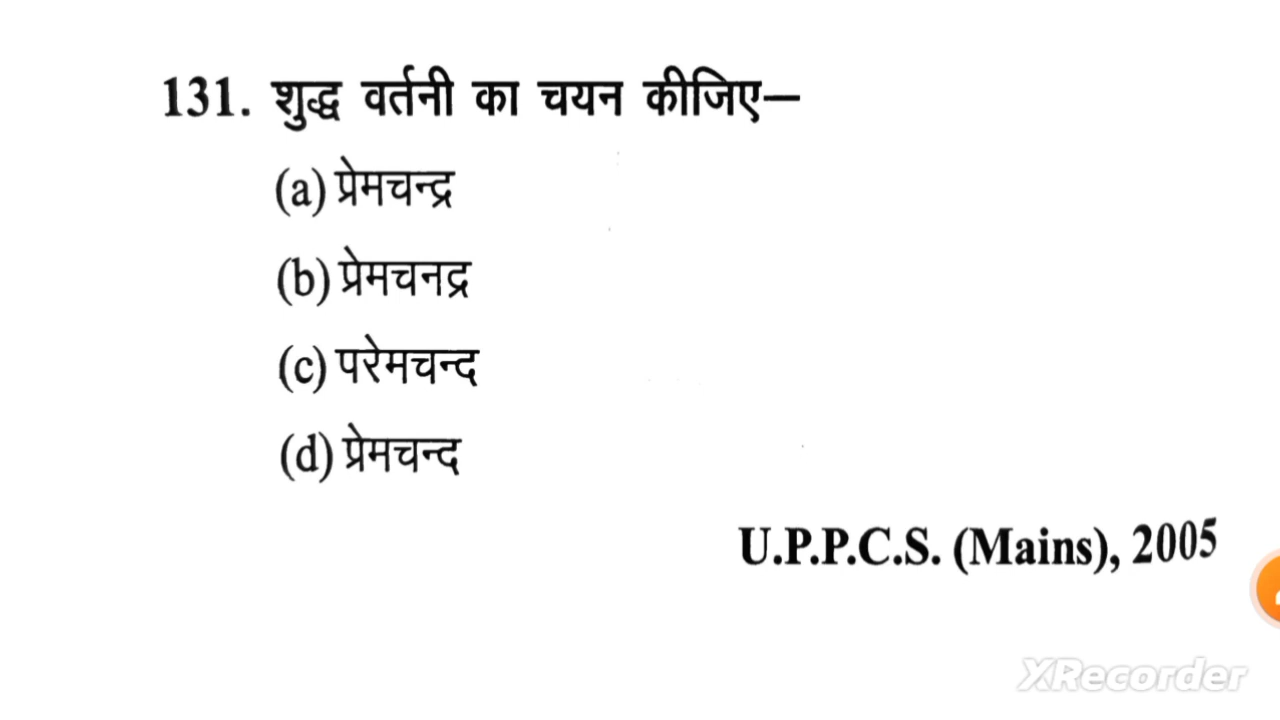 131. शुद्ध वर्तनी का चयन कीजिए–
(a) प्रेमचन्द्र
(b) प्रेमचनद्र
(c) परेमचन्द
(d) प्रेमचन्द
U.P.P.C.S. (Mains), 2005
XRecorder